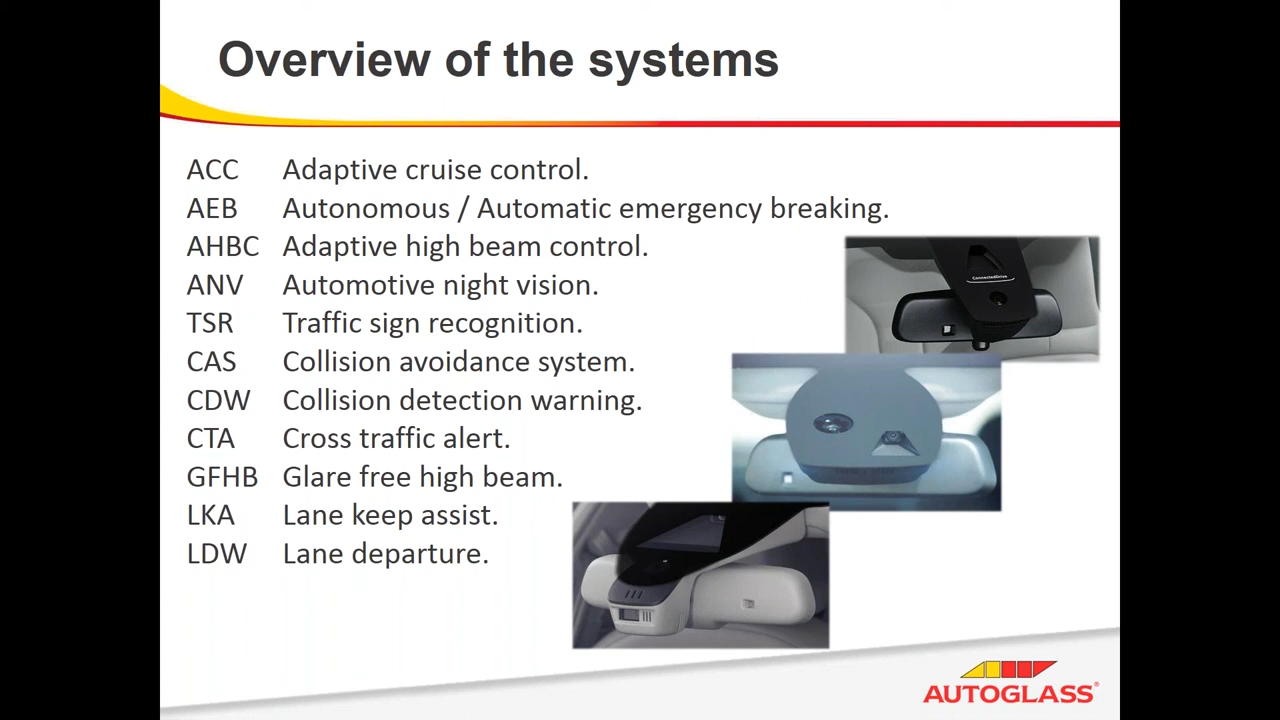 Overview of the systems
ACC Adaptive cruise control.
AEB Autonomous / Automatic emergency breaking.
AHBC Adaptive high beam control.
ANV Automotive night vision.
TSR Traffic sign recognition.
CAS Collision avoidance system.
CDW Collision detection warning.
CTA Cross traffic alert.
GFHB Glare free high beam.
LKA Lane keep assist.
LDW Lane departure.
ConnectedDrive
AUTOGLASS®